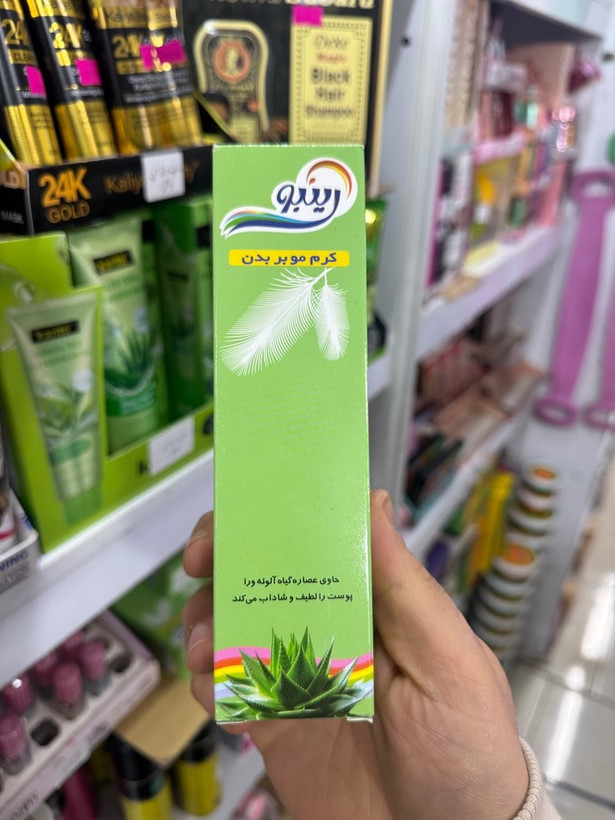 رینبو
کرم مو بر بدن
حاوی عصاره گیاه آلوئه ورا
پوست را لطیف و شاداب می‌کند
24K
GOLD
MASK
Black
Hair
Shampoo